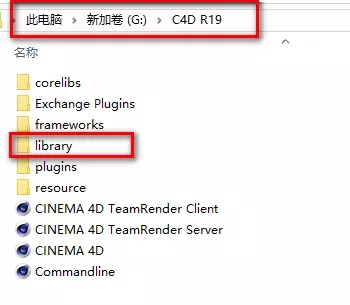 此电脑 > 新加卷 (G:) > C4D R19
名称
corelibs
Exchange Plugins
frameworks
library
plugins
resource
CINEMA 4D TeamRender Client
CINEMA 4D TeamRender Server
CINEMA 4D
Commandline